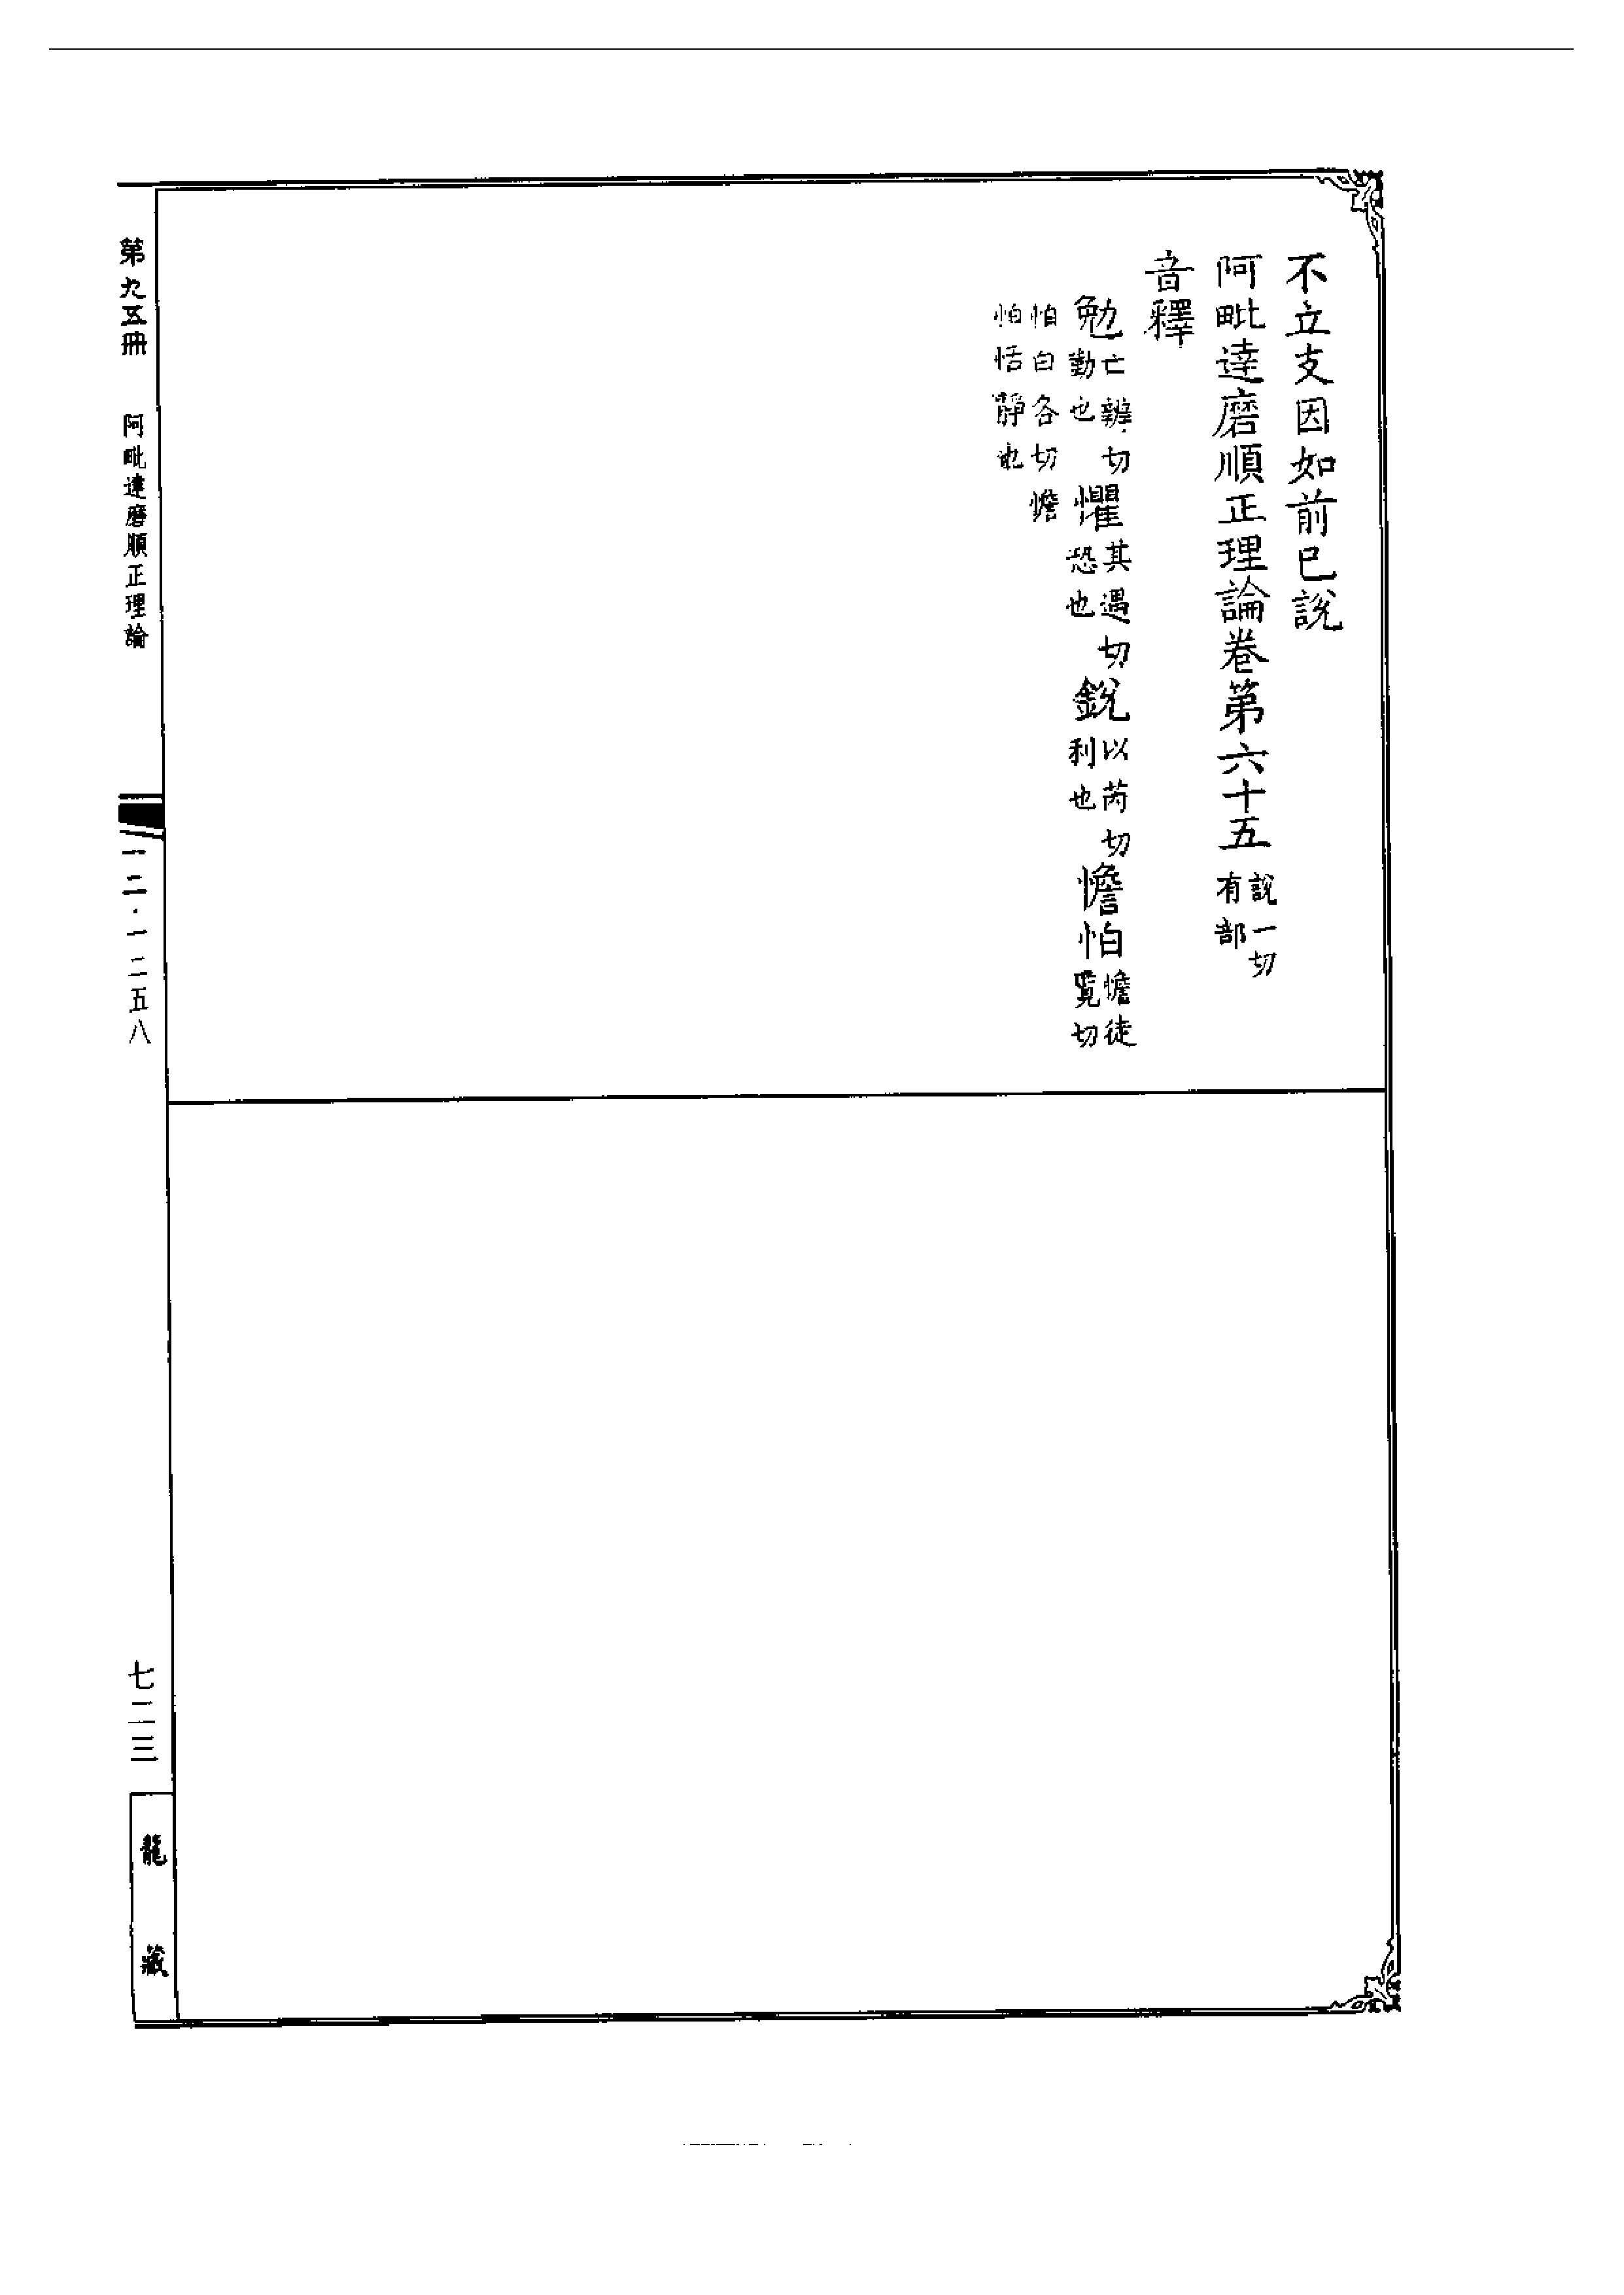 不立支因如前已說
阿毗達磨順正理論卷第六十五 說一切有部
音釋
勉 亡辨切勤也 懼 其遇切恐也 銳 以芮切利也 憺怕 憺徒覽切
怕白各切憺怕恬靜也
第九五冊 阿毗達磨順正理論 一二·一二五八 七二三 龍藏